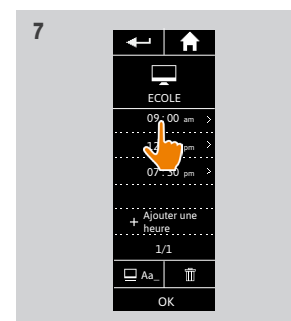 7
ECOLE
09:00 am >
pm >
07:30 pm >
+ Ajouter une
heure
1/1
Aa_
OK